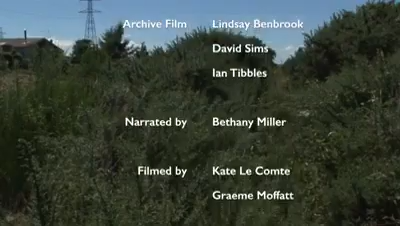 Archive Film Lindsay Benbrook
David Sims
Ian Tibbles
Narrated by Bethany Miller
Filmed by Kate Le Comte
Graeme Moffatt